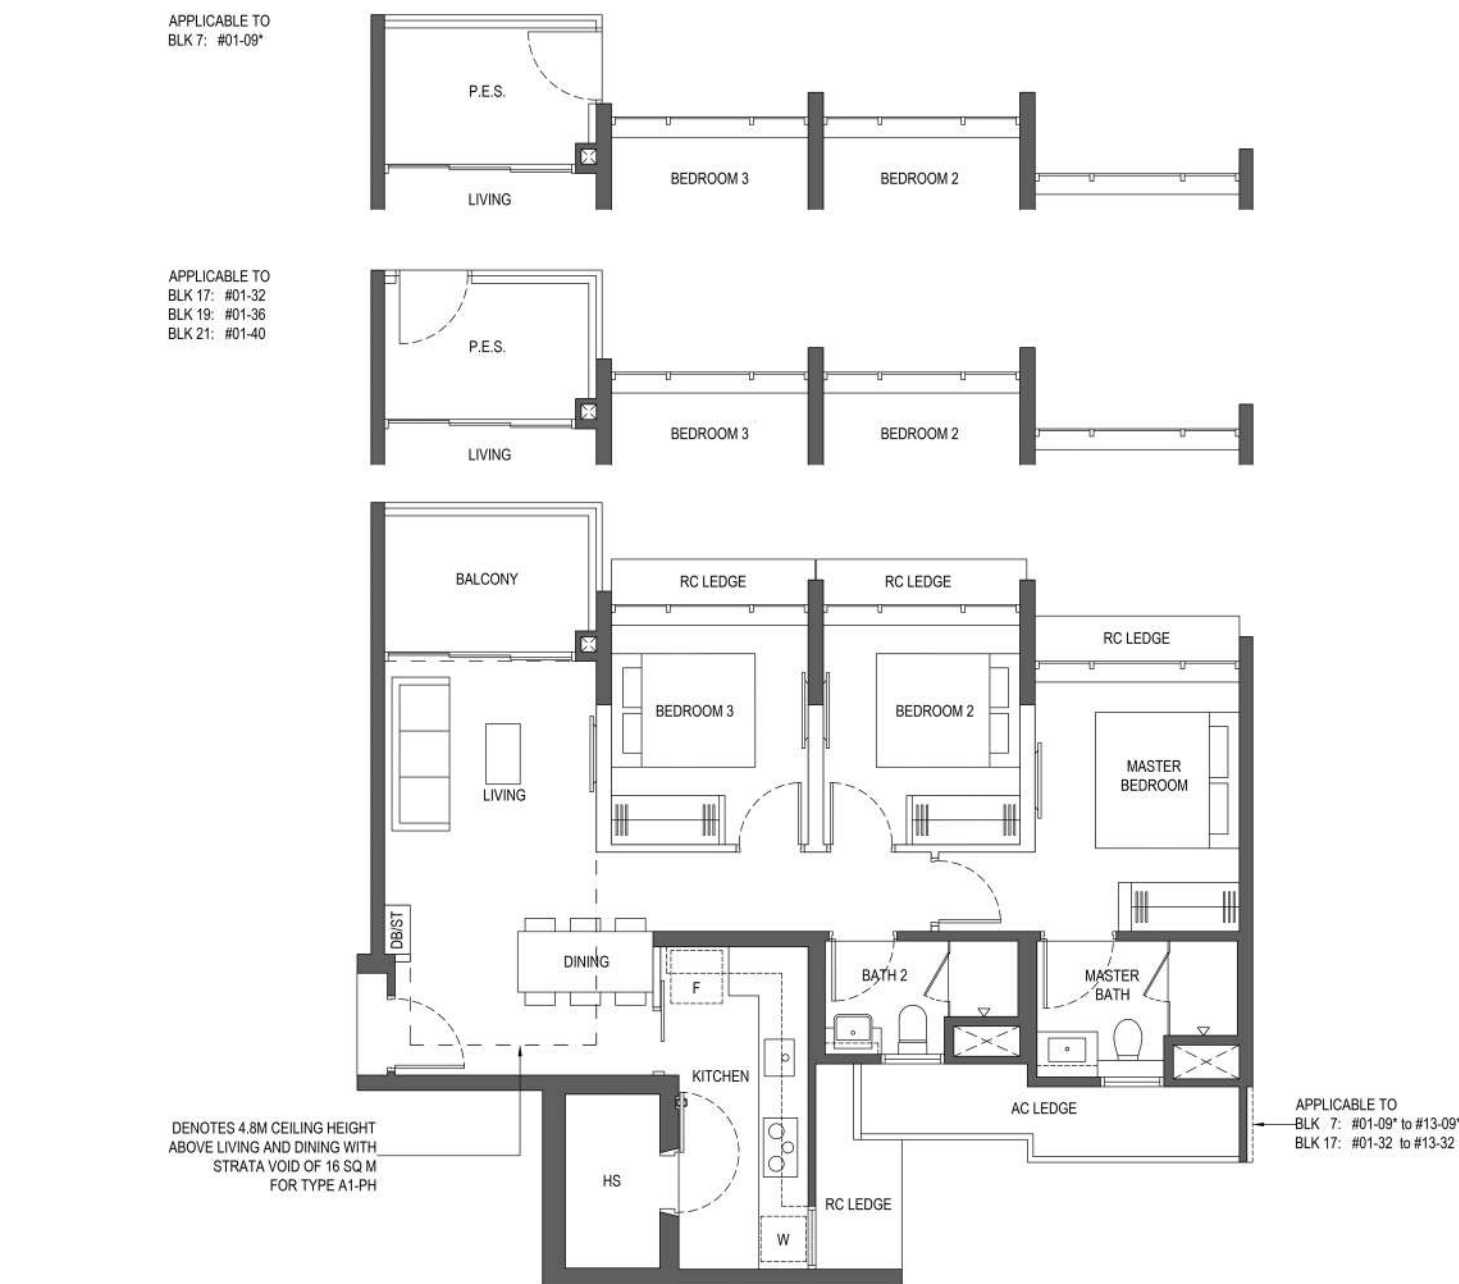 APPLICABLE TO
BLK 7: #01-09*
P.E.S.
LIVING
BEDROOM 3
BEDROOM 2
APPLICABLE TO
BLK 17: #01-32
BLK 19: #01-36
BLK 21: #01-40
P.E.S.
LIVING
BEDROOM 3
BEDROOM 2
BALCONY
RC LEDGE
RC LEDGE
RC LEDGE
BEDROOM 3
BEDROOM 2
MASTER
BEDROOM
LIVING
DB/ST
DINING
F
BATH 2
MASTER
BATH
KITCHEN
AC LEDGE
APPLICABLE TO
BLK 7: #01-09* to #13-09*
BLK 17: #01-32 to #13-32
DENOTES 4.8M CEILING HEIGHT
ABOVE LIVING AND DINING WITH
STRATA VOID OF 16 SQ M
FOR TYPE A1-PH
HS
RC LEDGE
W